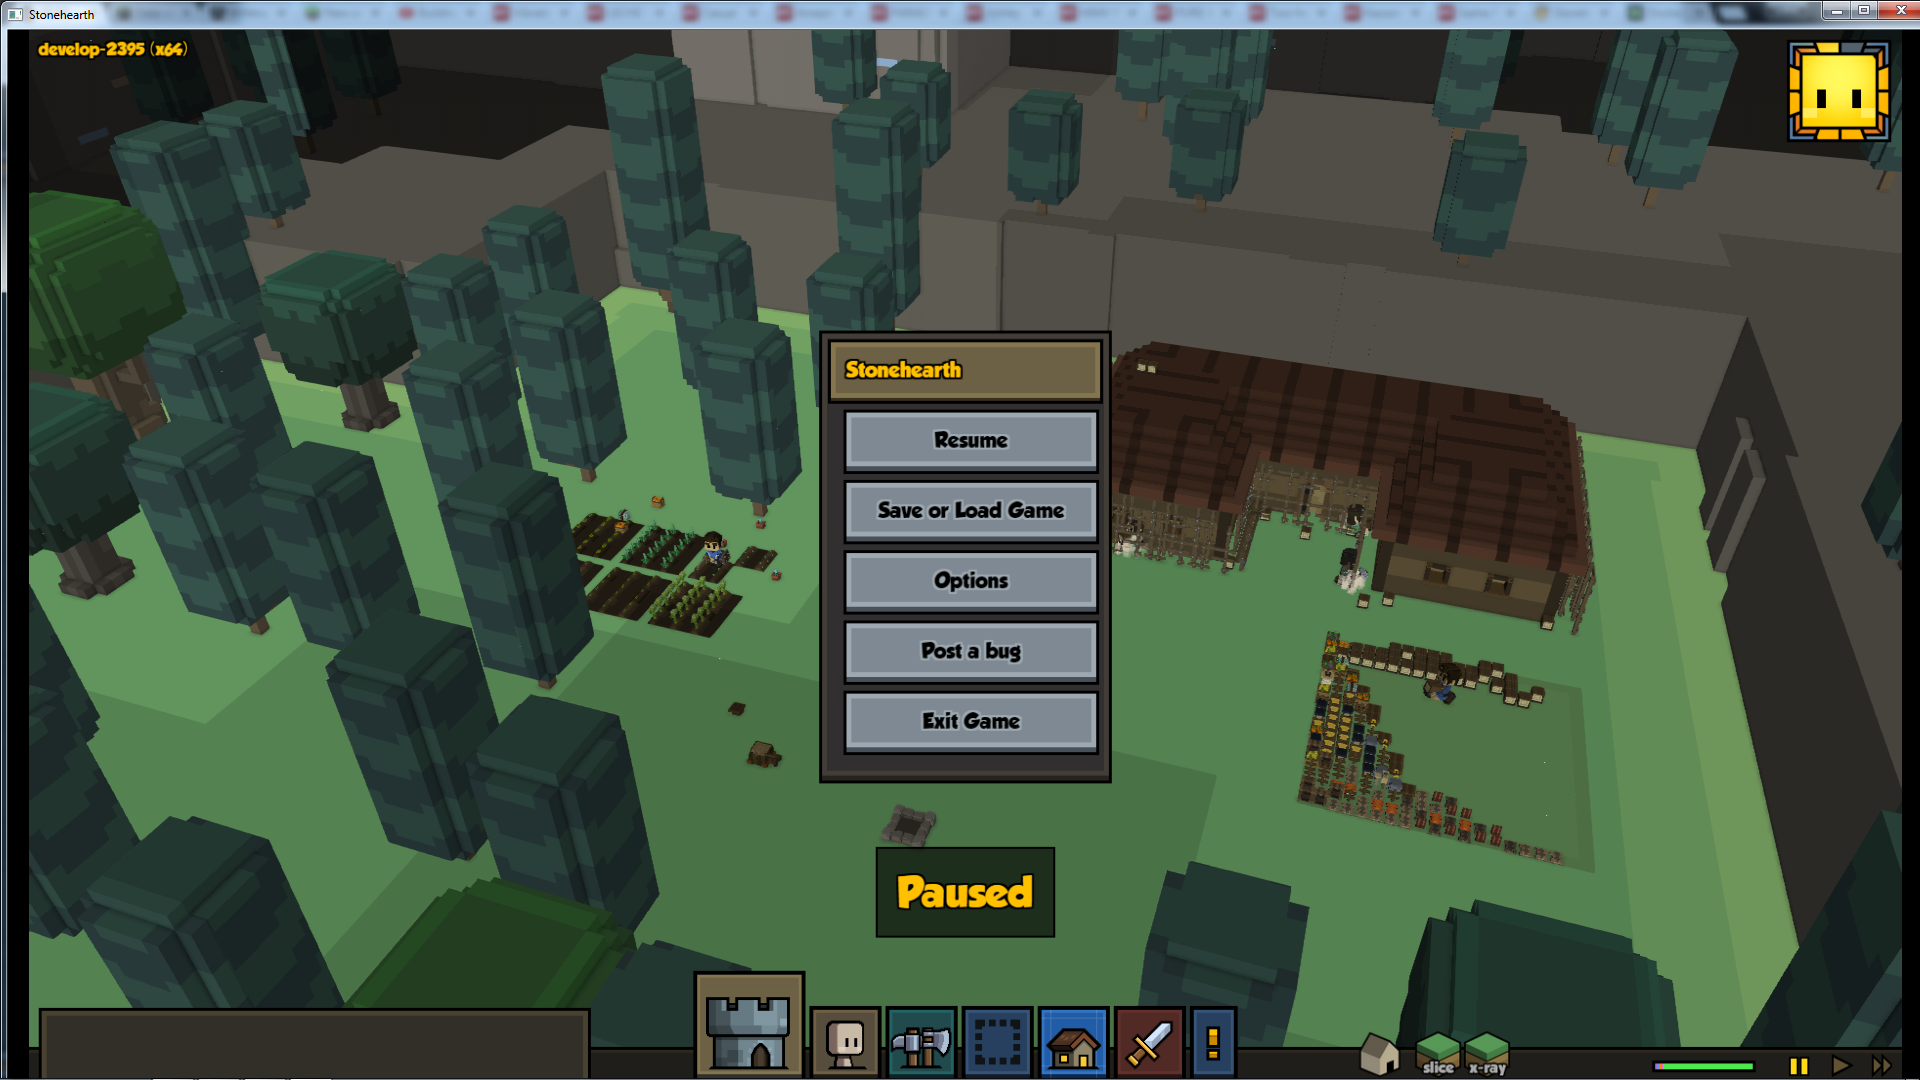 Stonehearth
develop-2395 (x64)
Stonehearth
Resume
Save or Load Game
Options
Post a bug
Exit Game
Paused
slice
x-ray